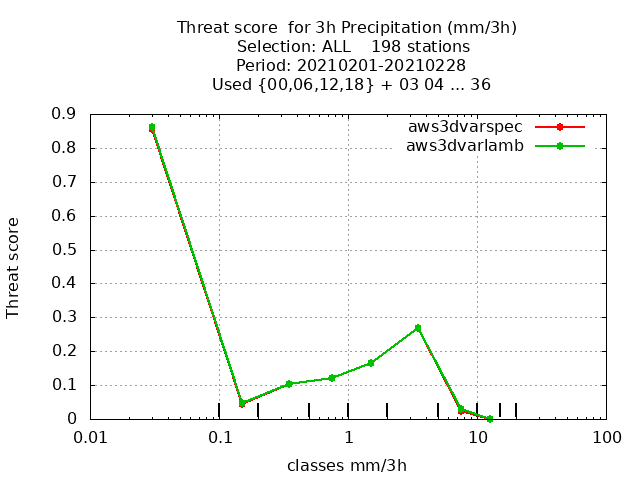 Threat score  for 3h Precipitation (mm/3h)
Selection: ALL    198 stations
Period: 20210201-20210228
Used {00,06,12,18} + 03 04 ... 36
aws3dvarspec
aws3dvarlamb
0.9
0.8
0.7
0.6
0.5
0.4
0.3
0.2
0.1
0
Threat score
0.01 0.1 1 10 100
classes mm/3h